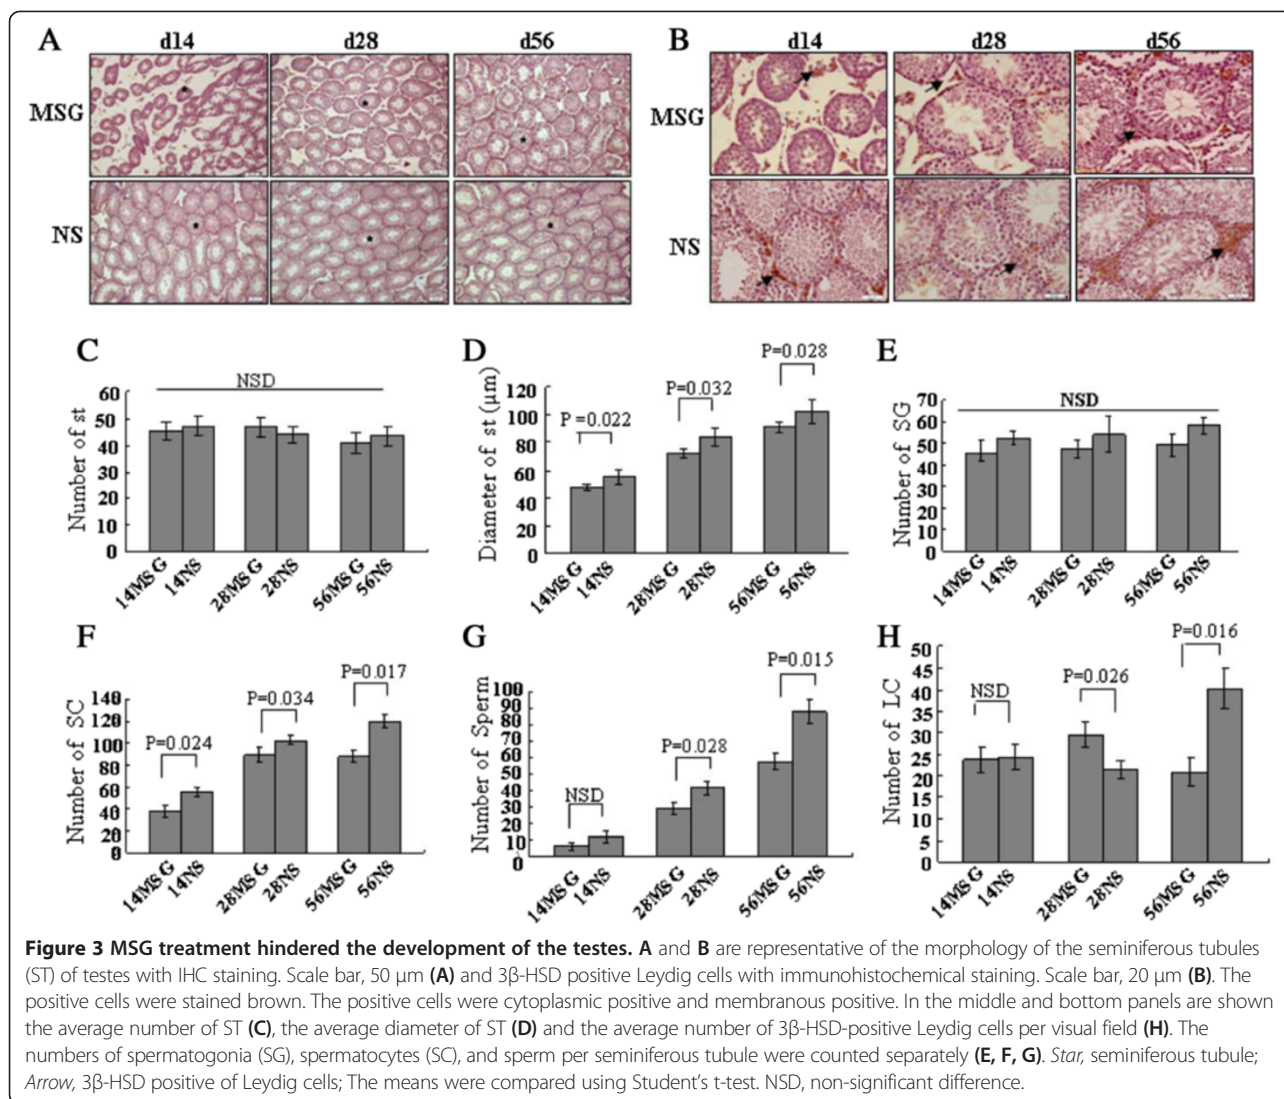 A
d14 d28 d56
MSG
NS
B
d14 d28 d56
MSG
NS
C
NSD
Number of st
60
50
40
30
20
10
0
14MSG 14NS 28MSG 28NS 56MSG 56NS
D
P=0.028
P=0.032
P =0.022
Diameter of st (μm)
120
100
80
60
40
20
0
14MSG 14NS 28MSG 28NS 56MSG 56NS
E
NSD
Number of SG
70
60
50
40
30
20
10
0
14MSG 14NS 28MSG 28NS 56MSG 56NS
F
P=0.017
P=0.034
P=0.024
Number of SC
140
120
100
80
60
40
20
0
14MSG 14NS 28MSG 28NS 56MSG 56NS
G
P=0.015
P=0.028
NSD
Number of Sperm
100
90
80
70
60
50
40
30
20
10
0
14MSG 14NS 28MSG 28NS 56MSG 56NS
H
P=0.016
P=0.026
NSD
Number of LC
50
45
40
35
30
25
20
15
10
5
0
14MSG 14NS 28MSG 28NS 56MSG 56NS
Figure 3 MSG treatment hindered the development of the testes. A and B are representative of the morphology of the seminiferous tubules
(ST) of testes with IHC staining. Scale bar, 50 μm (A) and 3β-HSD positive Leydig cells with immunohistochemical staining. Scale bar, 20 μm (B). The
positive cells were stained brown. The positive cells were cytoplasmic positive and membranous positive. In the middle and bottom panels are shown
the average number of ST (C), the average diameter of ST (D) and the average number of 3β-HSD-positive Leydig cells per visual field (H). The
numbers of spermatogonia (SG), spermatocytes (SC), and sperm per seminiferous tubule were counted separately (E, F, G). Star, seminiferous tubule;
Arrow, 3β-HSD positive of Leydig cells; The means were compared using Student's t-test. NSD, non-significant difference.